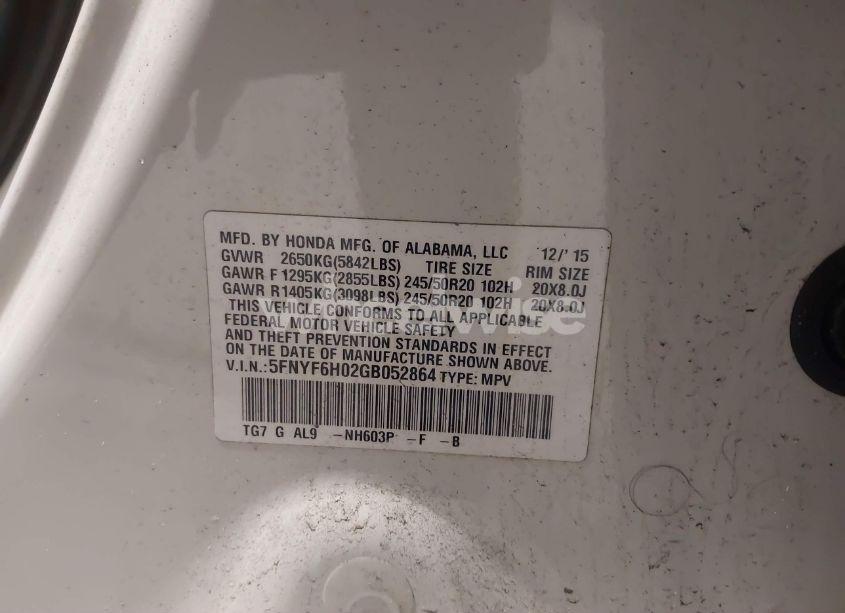 MFD. BY HONDA MFG. OF ALABAMA, LLC 12/' 15
GVWR 2650KG(5842LBS) TIRE SIZE RIM SIZE
GAWR F 1295KG(2855LBS) 245/50R20 102H 20X8.0J
GAWR R 1405KG(3098LBS) 245/50R20 102H 20X8.0J
THIS VEHICLE CONFORMS TO ALL APPLICABLE
FEDERAL MOTOR VEHICLE SAFETY
AND THEFT PREVENTION STANDARDS IN EFFECT
ON THE DATE OF MANUFACTURE SHOWN ABOVE.
V.I.N.: 5FNYF6H02GB052864 TYPE: MPV
TG7 G AL9 -NH603P -F -B